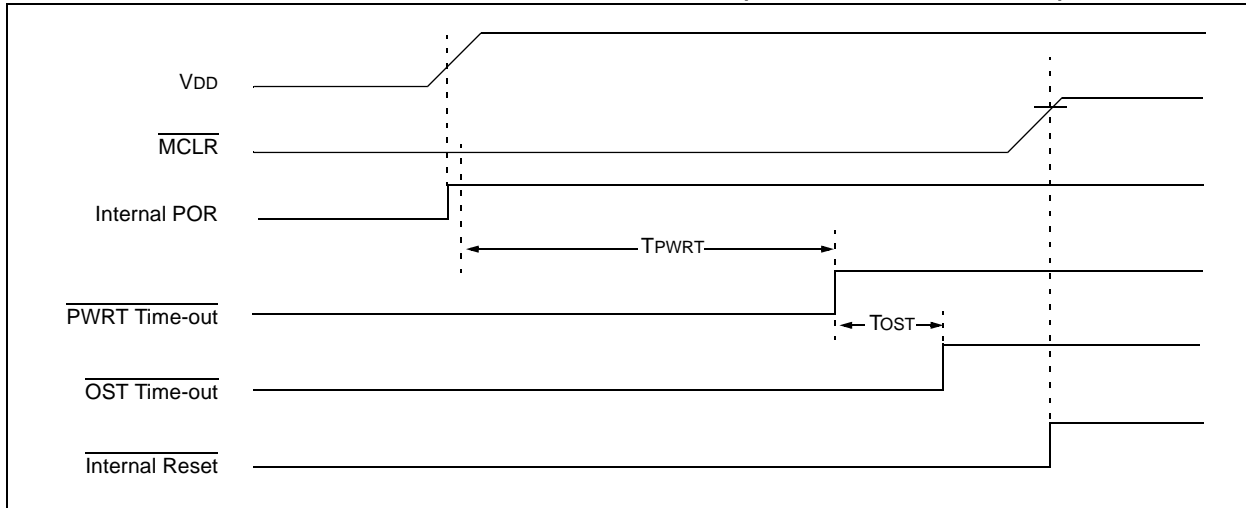 VDD
MCLR
Internal POR
TPWRT
PWRT Time-out
TOST
OST Time-out
Internal Reset